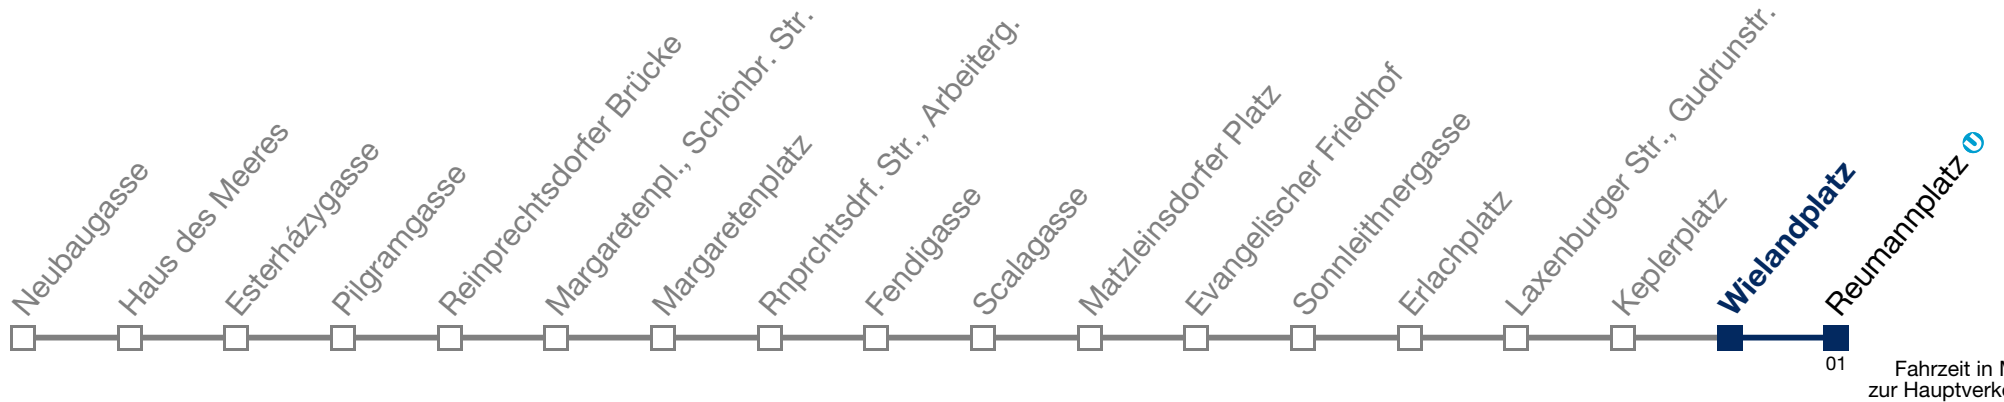 Neubaugasse
Haus des Meeres
Esterházygasse
Pilgramgasse
Reinprechtsdorfer Brücke
Margaretenpl., Schönbr. Str.
Margaretenplatz
Rnprchtsdrf. Str., Arbeiterg.
Fendigasse
Scalagasse
Matzleinsdorfer Platz
Evangelischer Friedhof
Sonnleithnergasse
Erlachplatz
Laxenburger Str., Gudrunstr.
Keplerplatz
Wielandplatz
Reumannplatz U
01
Fahrzeit in
zur